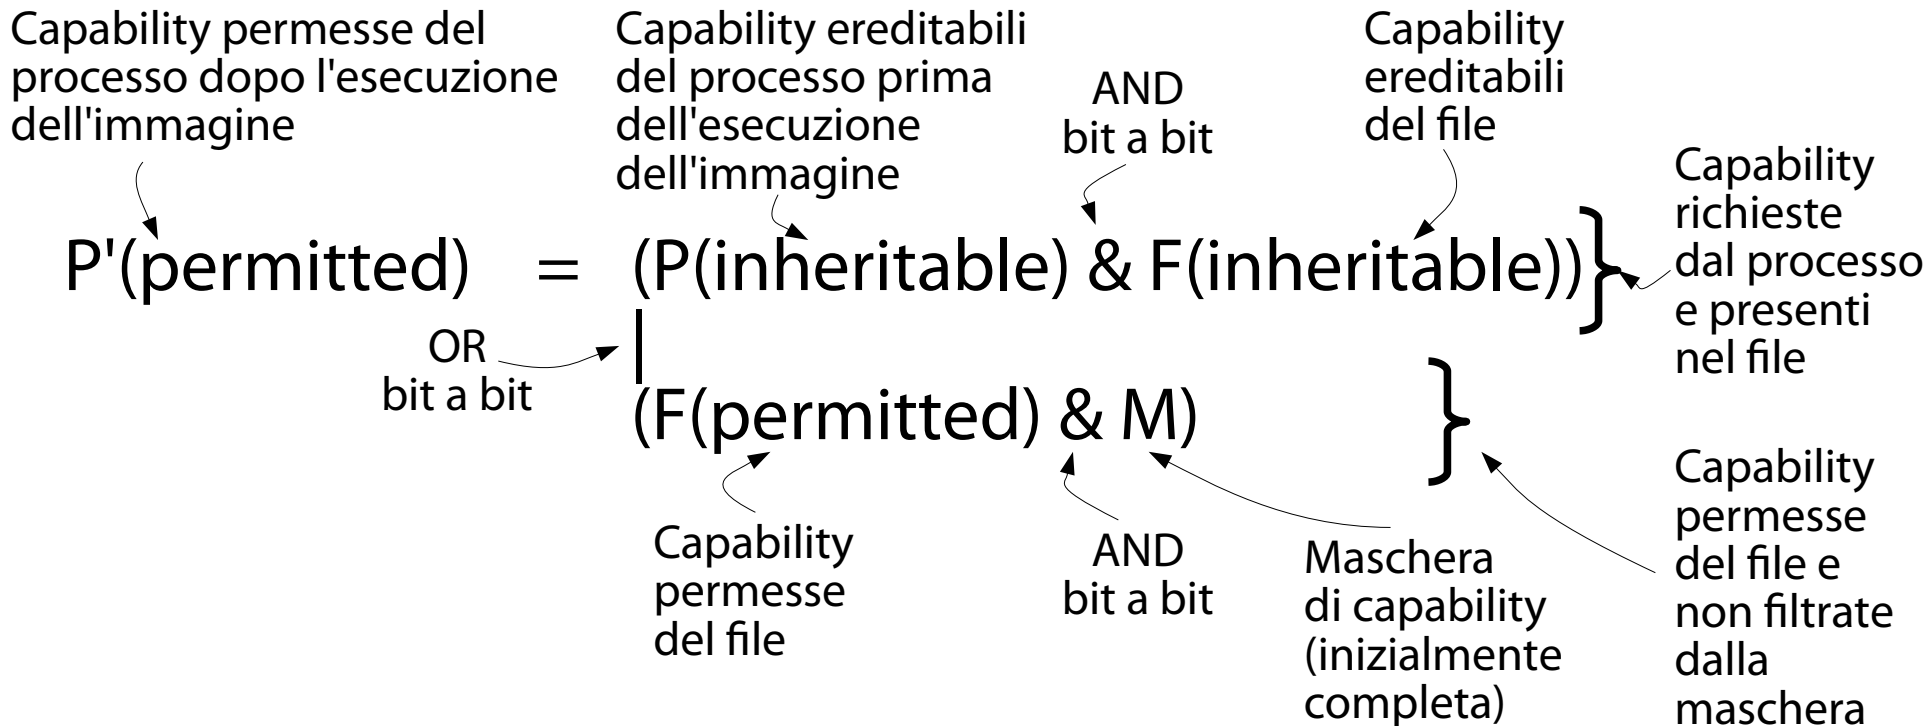 Capability permesse del
processo dopo l'esecuzione
dell'immagine
Capability ereditabili
del processo prima
dell'esecuzione
dell'immagine
AND
bit a bit
Capability
ereditabili
del file
Capability
richieste
dal processo
e presenti
nel file
P'(permitted) = (P(inheritable) & F(inheritable))}
OR
bit a bit
|
(F(permitted) & M) }
Capability
permesse
del file
AND
bit a bit
Maschera
di capability
(inizialmente
completa)
Capability
permesse
del file e
non filtrate
dalla
maschera